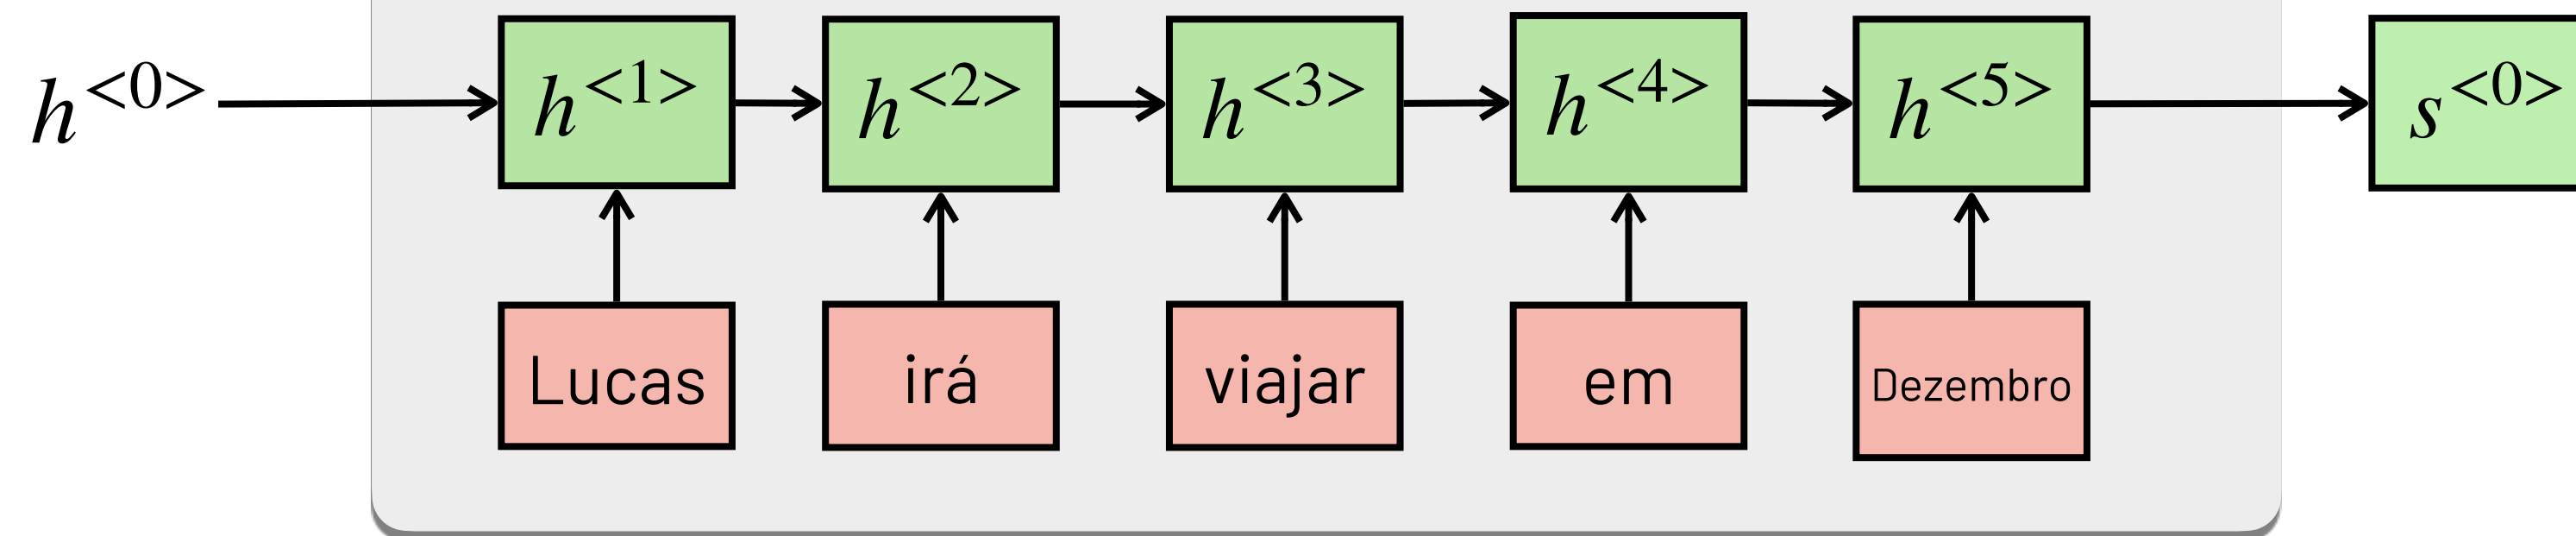 h<0> h<1> h<2> h<3> h<4> h<5> s<0>
Lucas irá viajar em Dezembro